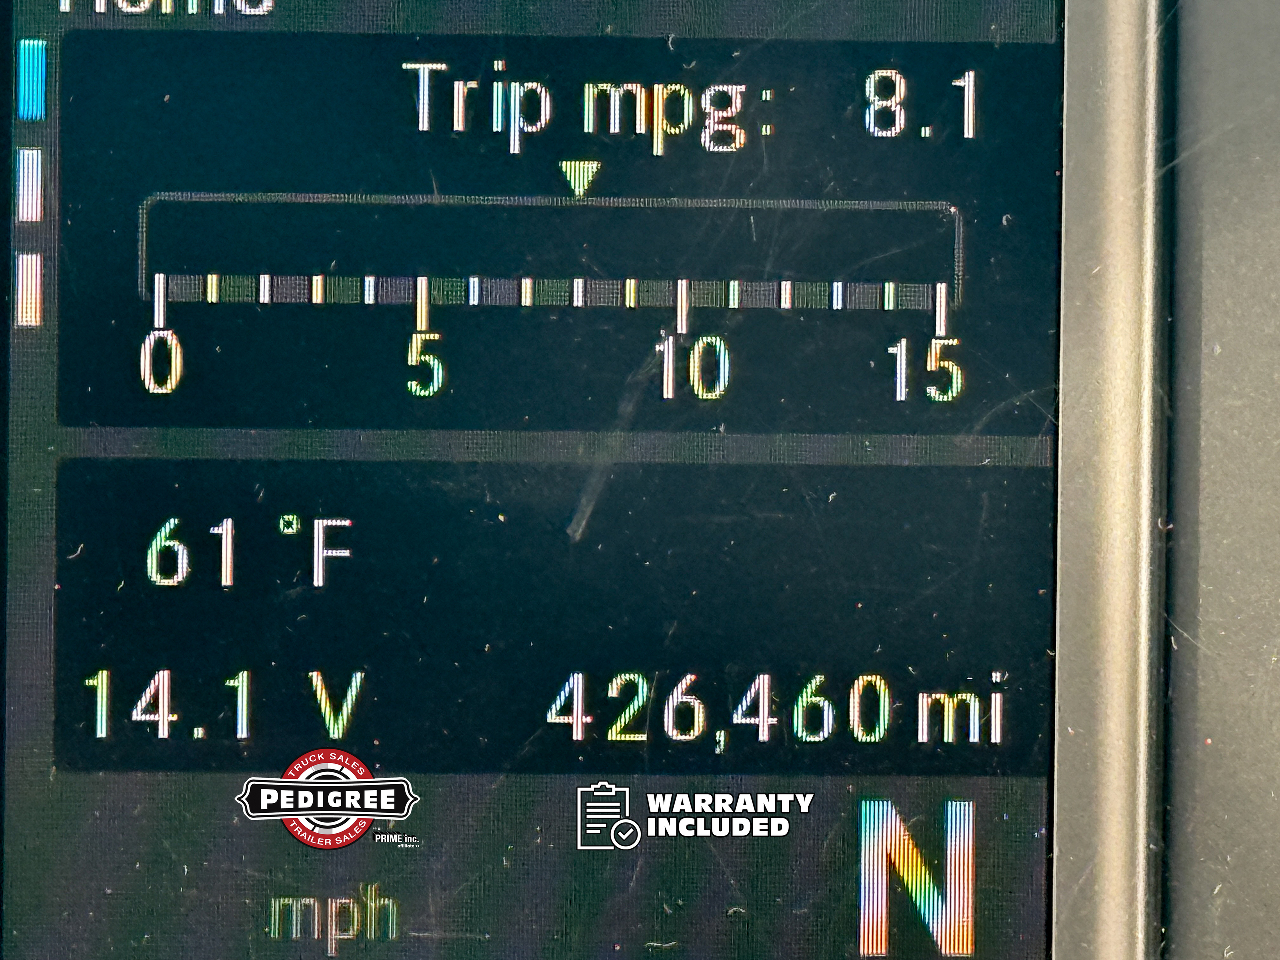 Home
Trip mpg: 8.1
0 5 10 15
61 °F
14.1 V 426,460 mi
TRUCK SALES
PEDIGREE
TRAILER SALES
PRIME inc.
WARRANTY
INCLUDED
N
mph